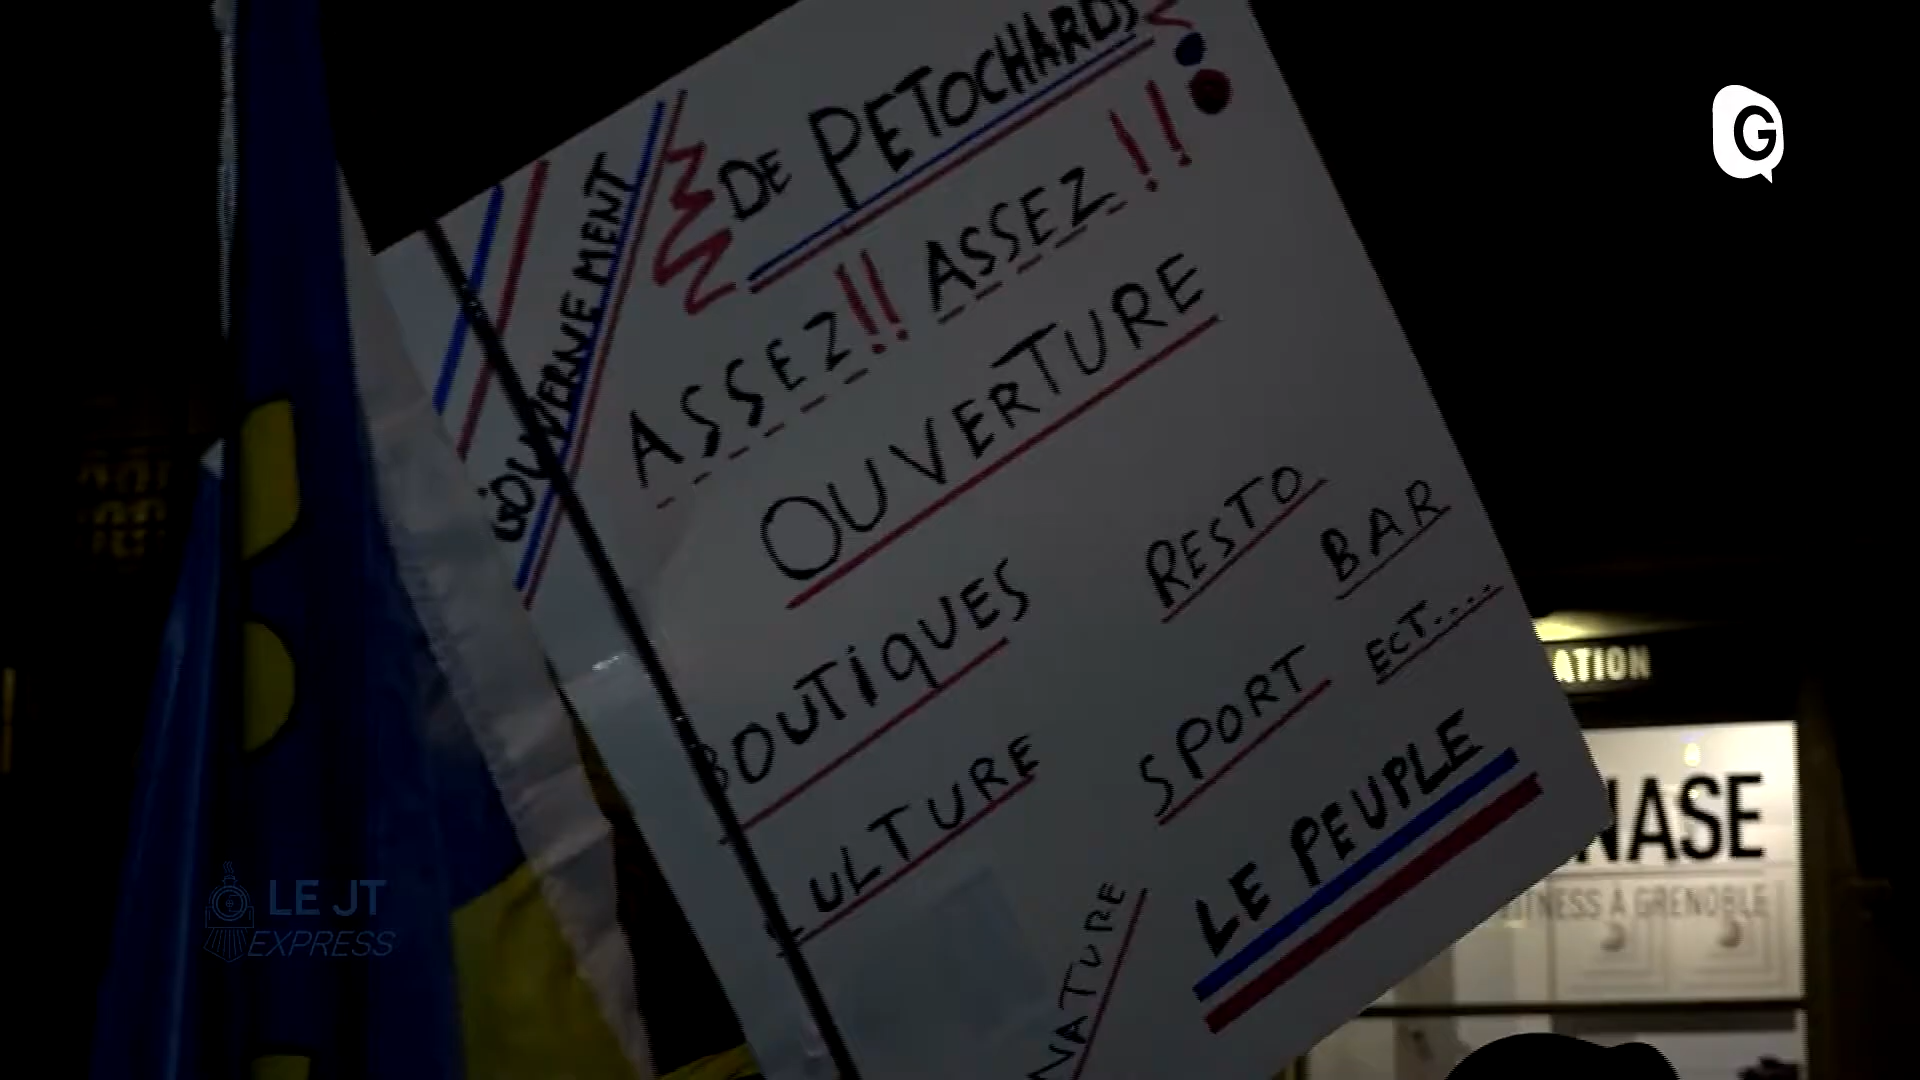 GOUVERNEMENT
DE PETOCHARDS
ASSEZ!! ASSEZ!!
OUVERTURE
BOUTIQUES RESTO BAR
CULTURE SPORT ECT....
NATURE LE PEUPLE
ATION
NASE
FITNESS À GRENOBLE
G
LE JT
EXPRESS